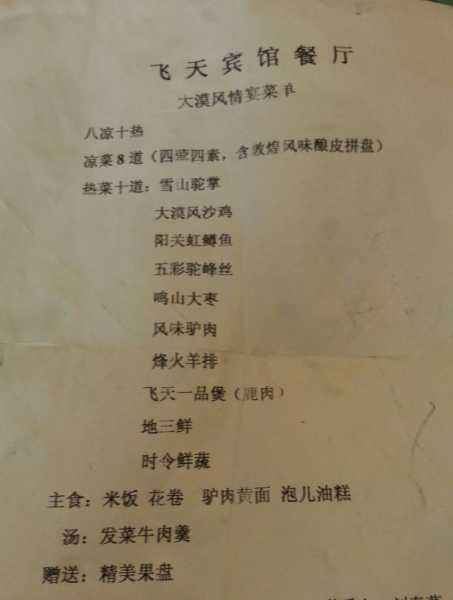 飞天宾馆餐厅
大漠风情宴菜单
八凉十热
凉菜8道（四荤四素，含敦煌风味酿皮拼盘）
热菜十道：雪山驼掌
大漠风沙鸡
阳关虹鳟鱼
五彩驼峰丝
鸣山大枣
风味驴肉
烽火羊排
飞天一品煲（鹿肉）
地三鲜
时令鲜蔬
主食：米饭 花卷 驴肉黄面 泡儿油糕
汤：发菜牛肉羹
赠送：精美果盘